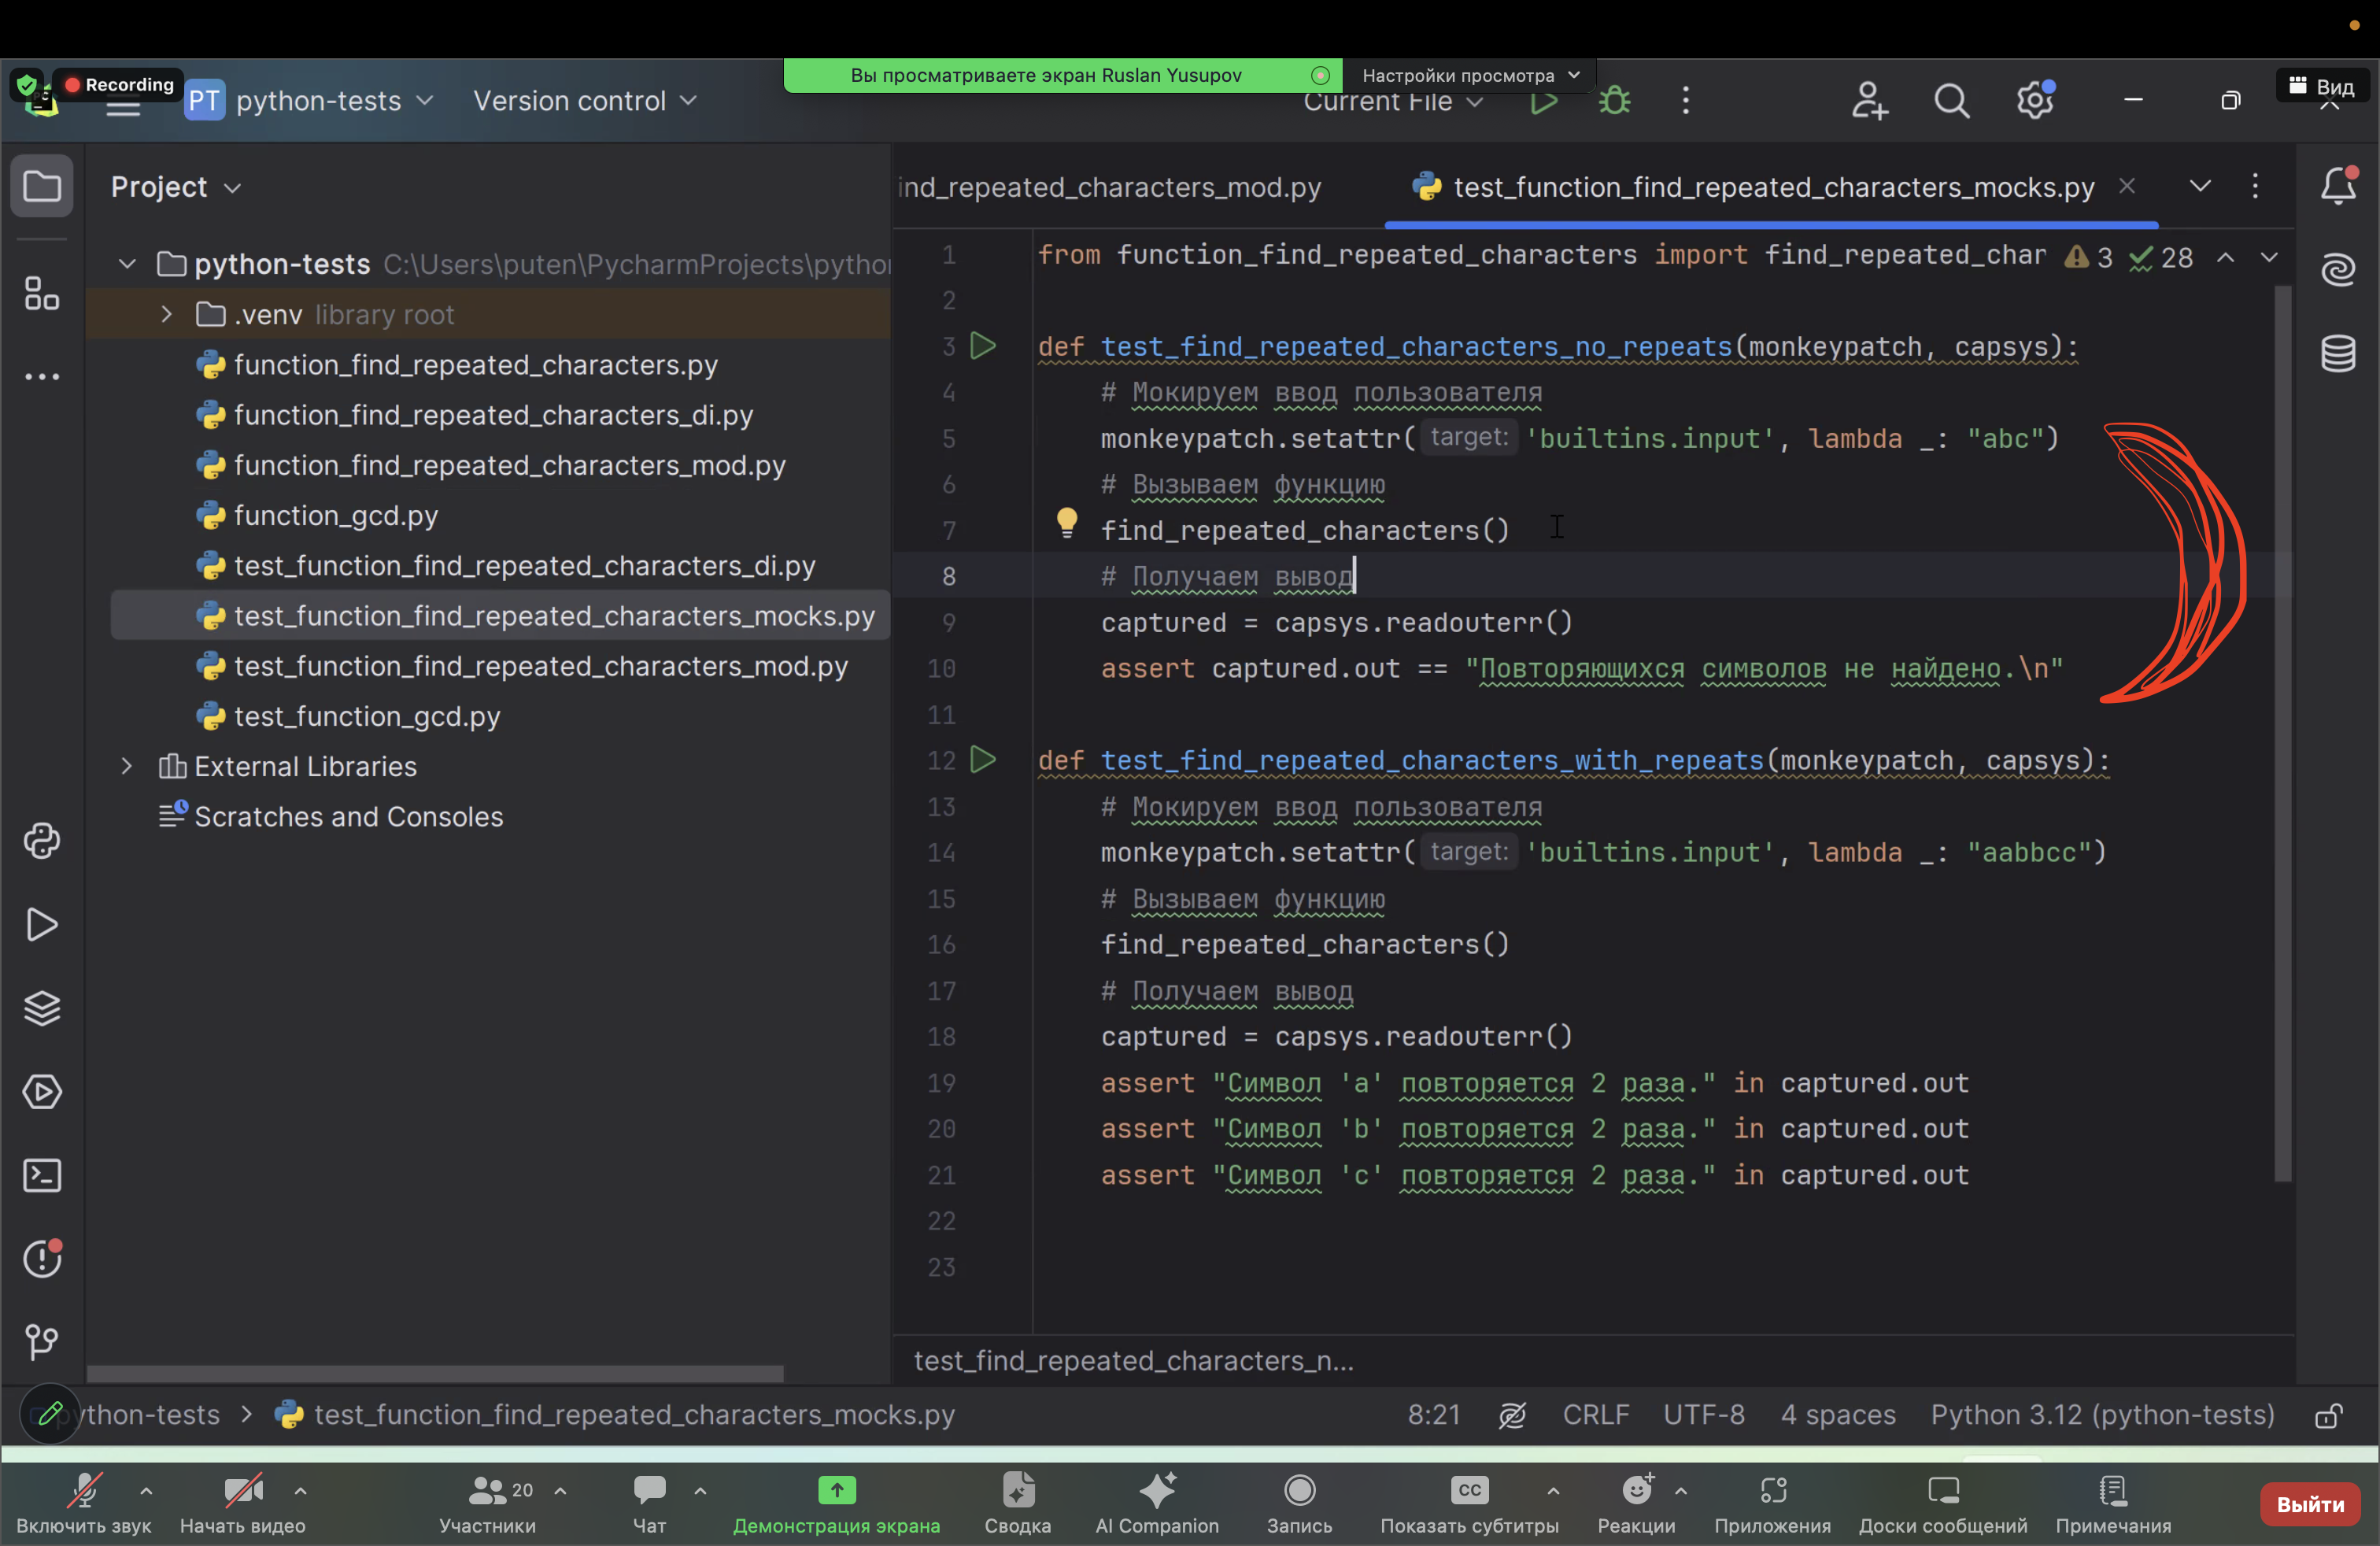 Recording
Вы просматриваете экран Ruslan Yusupov
Настройки просмотра
Вид
PT python-tests
Version control
Current File
Project
ind_repeated_characters_mod.py
test_function_find_repeated_characters_mocks.py
python-tests C:\Users\puten\PycharmProjects\pytho
.venv library root
function_find_repeated_characters.py
function_find_repeated_characters_di.py
function_find_repeated_characters_mod.py
function_gcd.py
test_function_find_repeated_characters_di.py
test_function_find_repeated_characters_mocks.py
test_function_find_repeated_characters_mod.py
test_function_gcd.py
External Libraries
Scratches and Consoles
1 from function_find_repeated_characters import find_repeated_char 3 28
2
3 def test_find_repeated_characters_no_repeats(monkeypatch, capsys):
4 # Мокируем ввод пользователя
5 monkeypatch.setattr( target: 'builtins.input', lambda _: "abc")
6 # Вызываем функцию
7 find_repeated_characters()
8 # Получаем вывод
9 captured = capsys.readouterr()
10 assert captured.out == "Повторяющихся символов не найдено.\n"
11
12 def test_find_repeated_characters_with_repeats(monkeypatch, capsys):
13 # Мокируем ввод пользователя
14 monkeypatch.setattr( target: 'builtins.input', lambda _: "aabbcc")
15 # Вызываем функцию
16 find_repeated_characters()
17 # Получаем вывод
18 captured = capsys.readouterr()
19 assert "Символ 'a' повторяется 2 раза." in captured.out
20 assert "Символ 'b' повторяется 2 раза." in captured.out
21 assert "Символ 'c' повторяется 2 раза." in captured.out
22
23
test_find_repeated_characters_n...
ython-tests > test_function_find_repeated_characters_mocks.py
8:21 CRLF UTF-8 4 spaces Python 3.12 (python-tests)
Включить звук
Начать видео
20
Участники
Чат
Демонстрация экрана
Сводка
AI Companion
Запись
CC
Показать субтитры
Реакции
Приложения
Доски сообщений
Примечания
Выйти